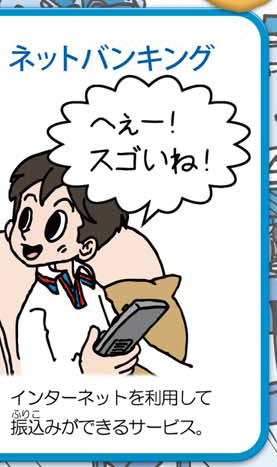 ネットバンキング
へぇー!
スゴいね!
インターネットを利用して
ふりこ
振込みができるサービス。